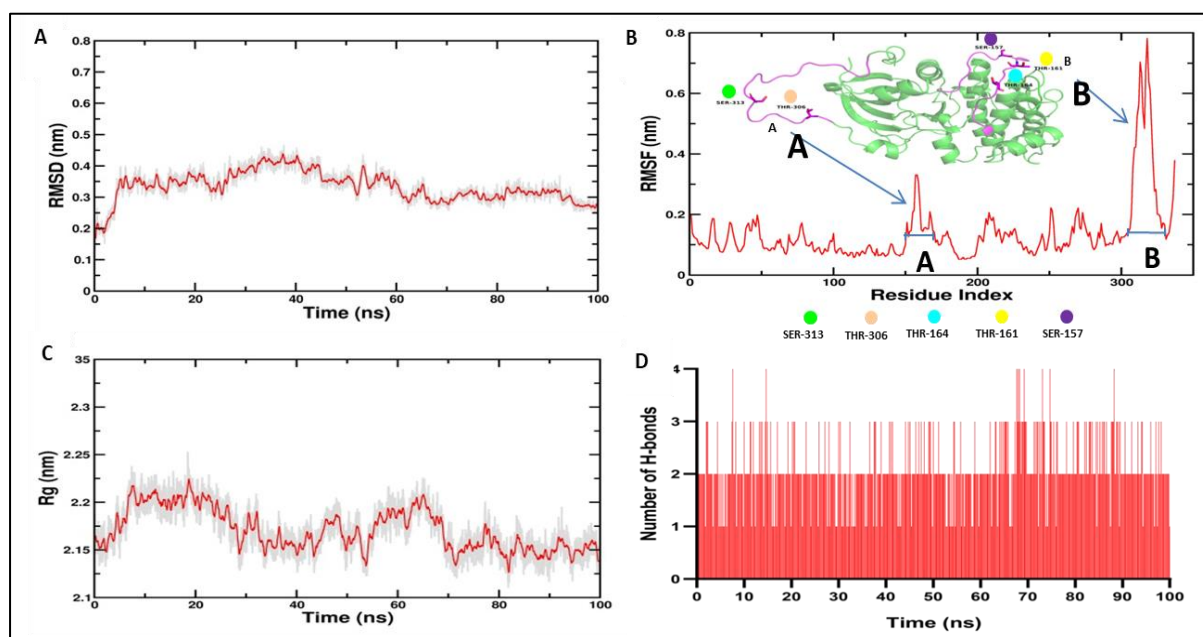 A
0.8
0.7
0.6
0.5
0.4
0.3
0.2
0.1
0
RMSD (nm)
0 20 40 60 80 100
Time (ns)
B
0.8
0.6
0.4
0.2
0
RMSF (nm)
SER-157
THR-161
B
THR-164
SER-313
THR-306
A
A
B
A
B
0 50 100 150 200 250 300
Residue Index
SER-313 THR-306 THR-164 THR-161 SER-157
C
35
2.3
2.25
2.2
2.15
2.1
Rg (nm)
0 20 40 60 80 100
Time (ns)
D
4
3
2
1
0
Number of H-bonds
0 10 20 30 40 50 60 70 80 90 100
Time (ns)